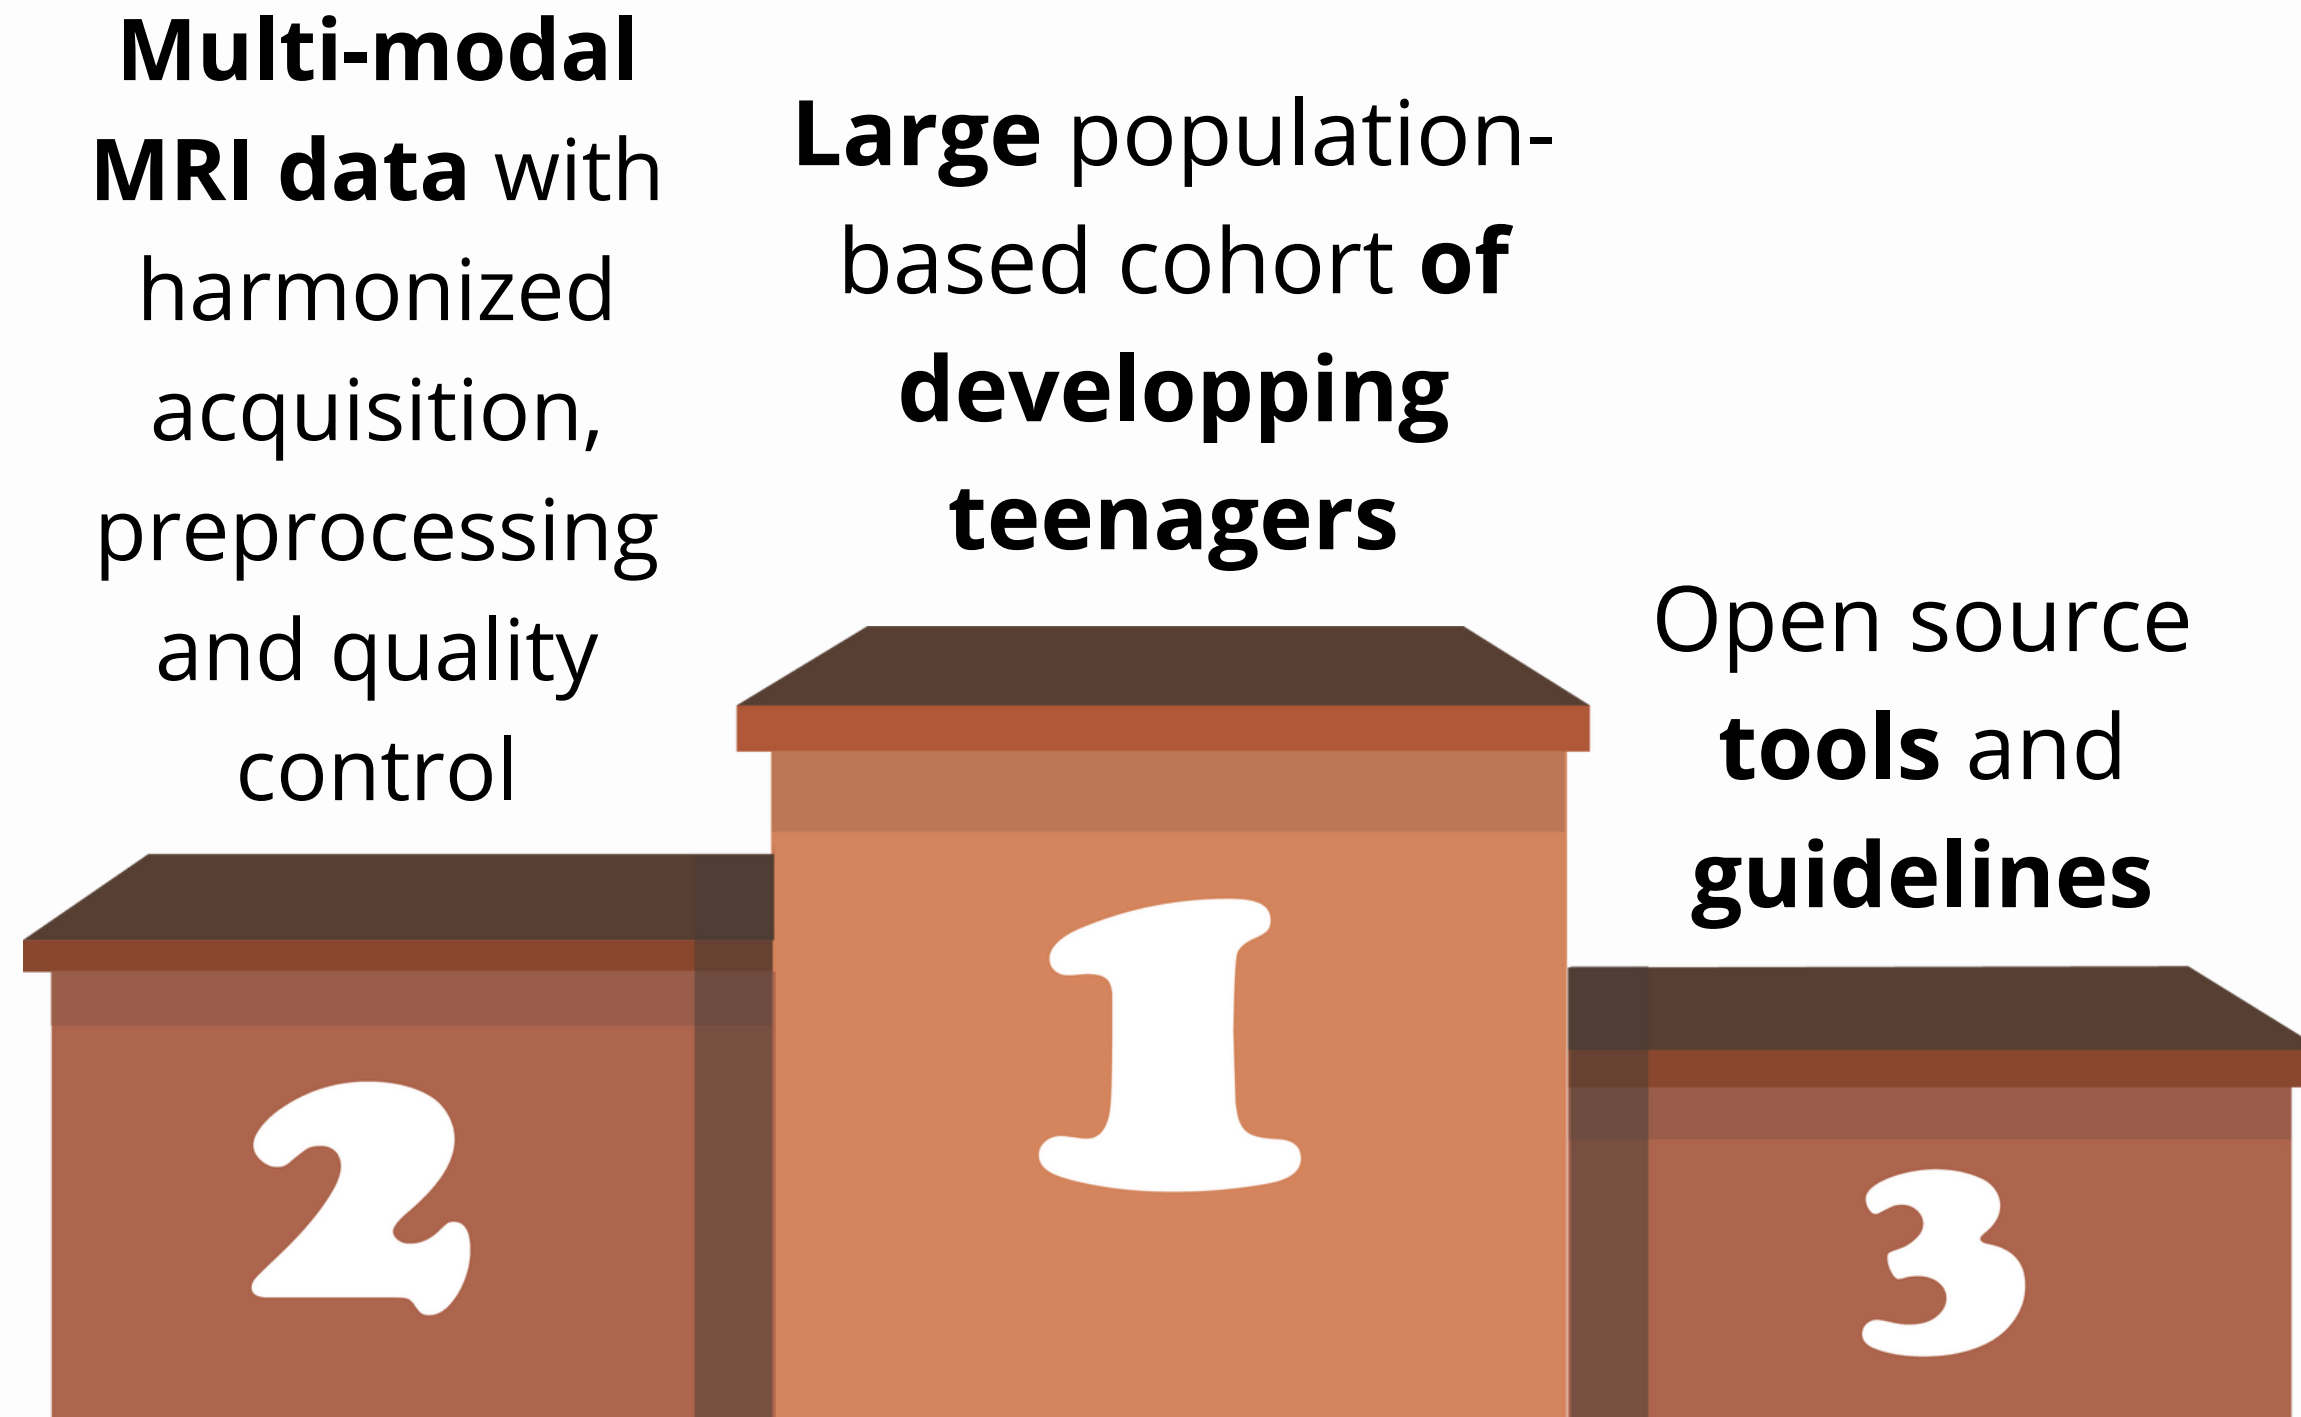 Multi-modal
MRI data with
harmonized
acquisition,
preprocessing
and quality
control
Large population-
based cohort of
developping
teenagers
Open source
tools and
guidelines
2
1
3